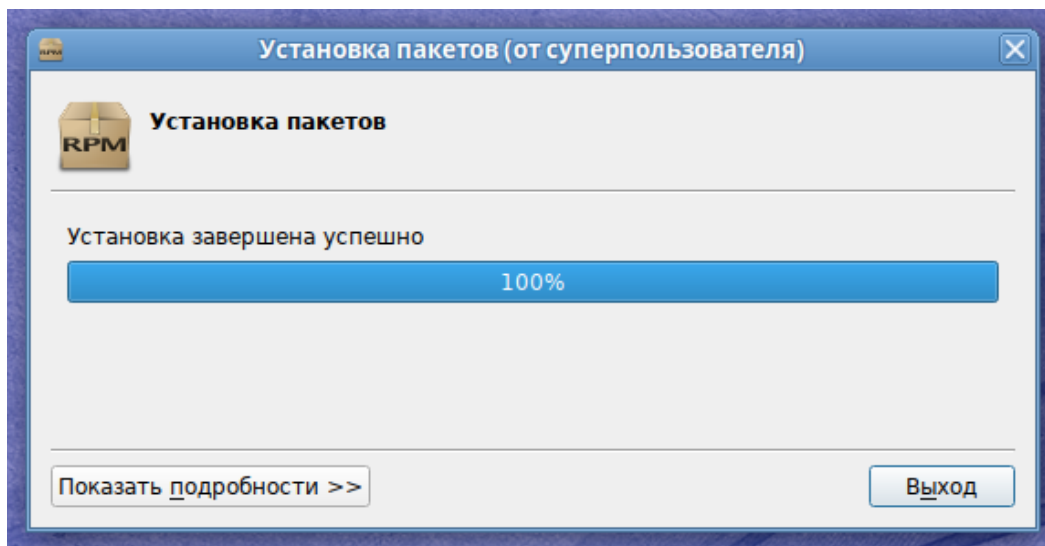 Установка пакетов (от суперпользователя)
RPM
Установка пакетов
Установка завершена успешно
100%
Показать подробности >>
Выход